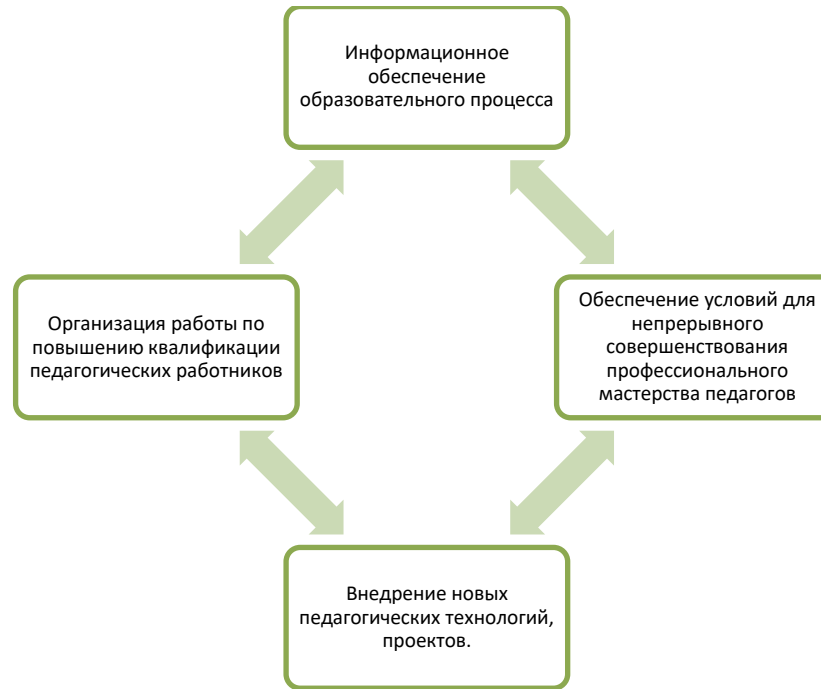 Информационное
обеспечение
образовательного процесса
Организация работы по
повышению квалификации
педагогических работников
Обеспечение условий для
непрерывного
совершенствования
профессионального
мастерства педагогов
Внедрение новых
педагогических технологий,
проектов.